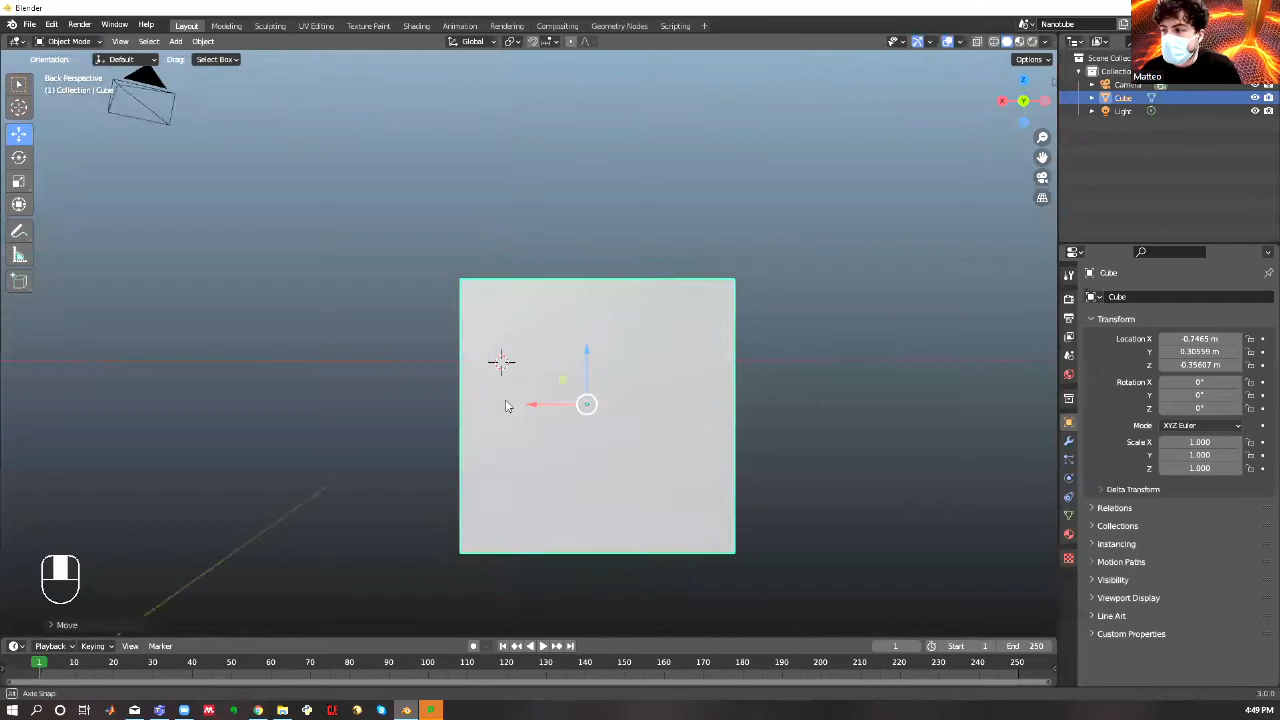 Blender
File Edit Render Window Help Layout Modeling Sculpting UV Editing Texture Paint Shading Animation Rendering Compositing Geometry Nodes Scripting + Nanotube
Object Mode View Select Add Object Global
Orientation: Default Drag: Select Box Options
Back Perspective
(1) Collection | Cube
Z
X Y
Matteo
Scene Collec
Collection
Camera
Cube
Light
Cube
Cube
Transform
Location X -0.7465 m
Y 0.30559 m
Z -0.35607 m
Rotation X 0°
Y 0°
Z 0°
Mode XYZ Euler
Scale X 1.000
Y 1.000
Z 1.000
Delta Transform
Relations
Collections
Instancing
Motion Paths
Visibility
Viewport Display
Line Art
Custom Properties
Move
Playback Keying View Marker 1 Start 1 End 250
1 10 20 30 40 50 60 70 80 90 100 110 120 130 140 150 160 170 180 190 200 210 220 230 240 250
Alt Axis Snap 3.0.0
4:49 PM